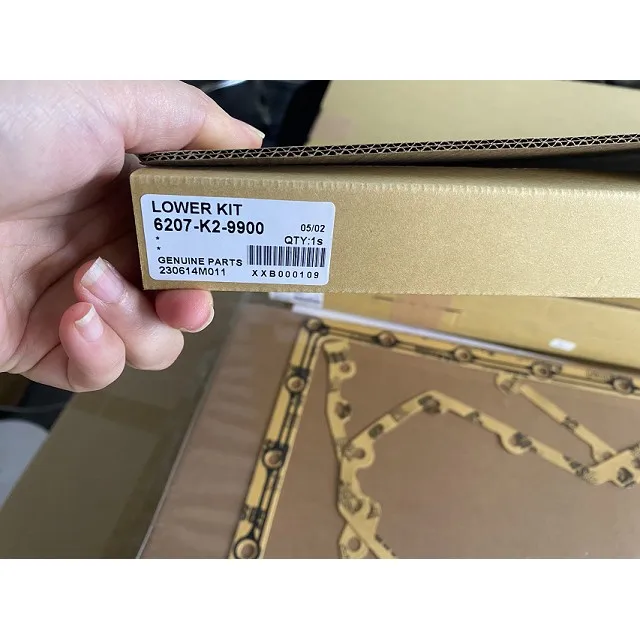 LOWER KIT
6207-K2-9900 05/02
* QTY:1s
*
GENUINE PARTS
230614M011 XXB000109